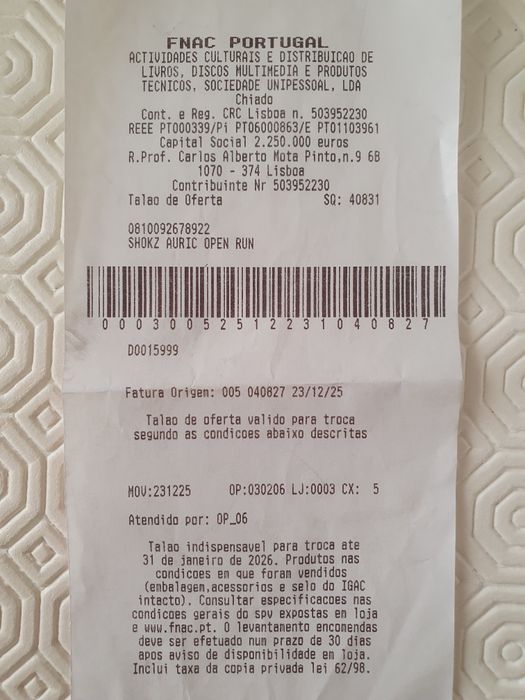 FNAC PORTUGAL
ACTIVIDADES CULTURAIS E DISTRIBUICAO DE
LIVROS, DISCOS MULTIMEDIA E PRODUTOS
TECNICOS, SOCIEDADE UNIPESSOAL, LDA
Chiado
Cont. e Reg. CRC Lisboa n. 503952230
REEE PT000339/Pi PT06000863/E PT01103961
Capital Social 2.250.000 euros
R.Prof. Carlos Alberto Mota Pinto,n.9 6B
1070 - 374 Lisboa
Contribuinte Nr 503952230
Talao de Oferta SQ: 40831
0810092678922
SHOKZ AURIC OPEN RUN
00030052512231040827
D0015999
Fatura Origem: 005 040827 23/12/25
Talao de oferta valido para troca
segundo as condicoes abaixo descritas
MOV:231225 OP:030206 LJ:0003 CX: 5
Atendido por: OP_06
Talao indispensavel para troca ate
31 de janeiro de 2026. Produtos nas
condicoes em que foram vendidos
(embalagem,acessorios e selo do IGAC
intacto). Consultar especificacoes nas
condicoes gerais do spv expostas em loja
e www.fnac.pt. O levantamento encomendas
deve ser efetuado num prazo de 30 dias
apos aviso de disponibilidade em loja.
Inclui taxa da copia privada lei 62/98.